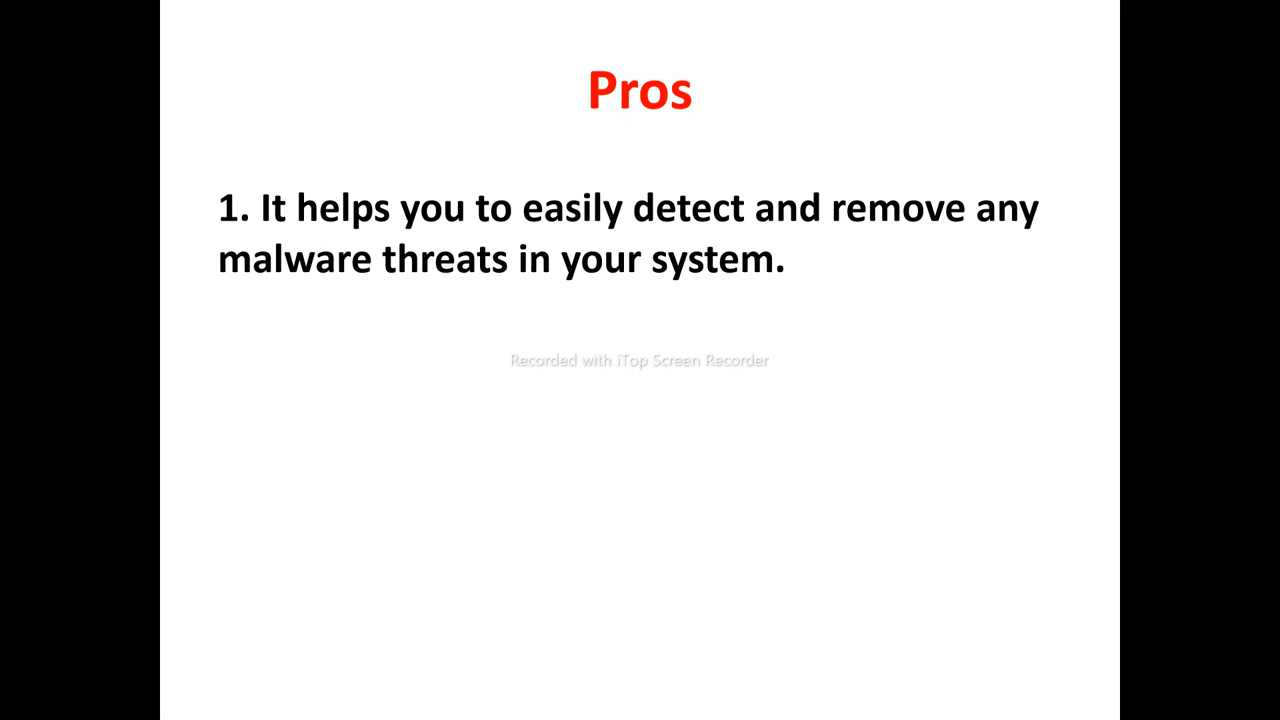 Pros
1. It helps you to easily detect and remove any
malware threats in your system.
Recorded with iTop Screen Recorder